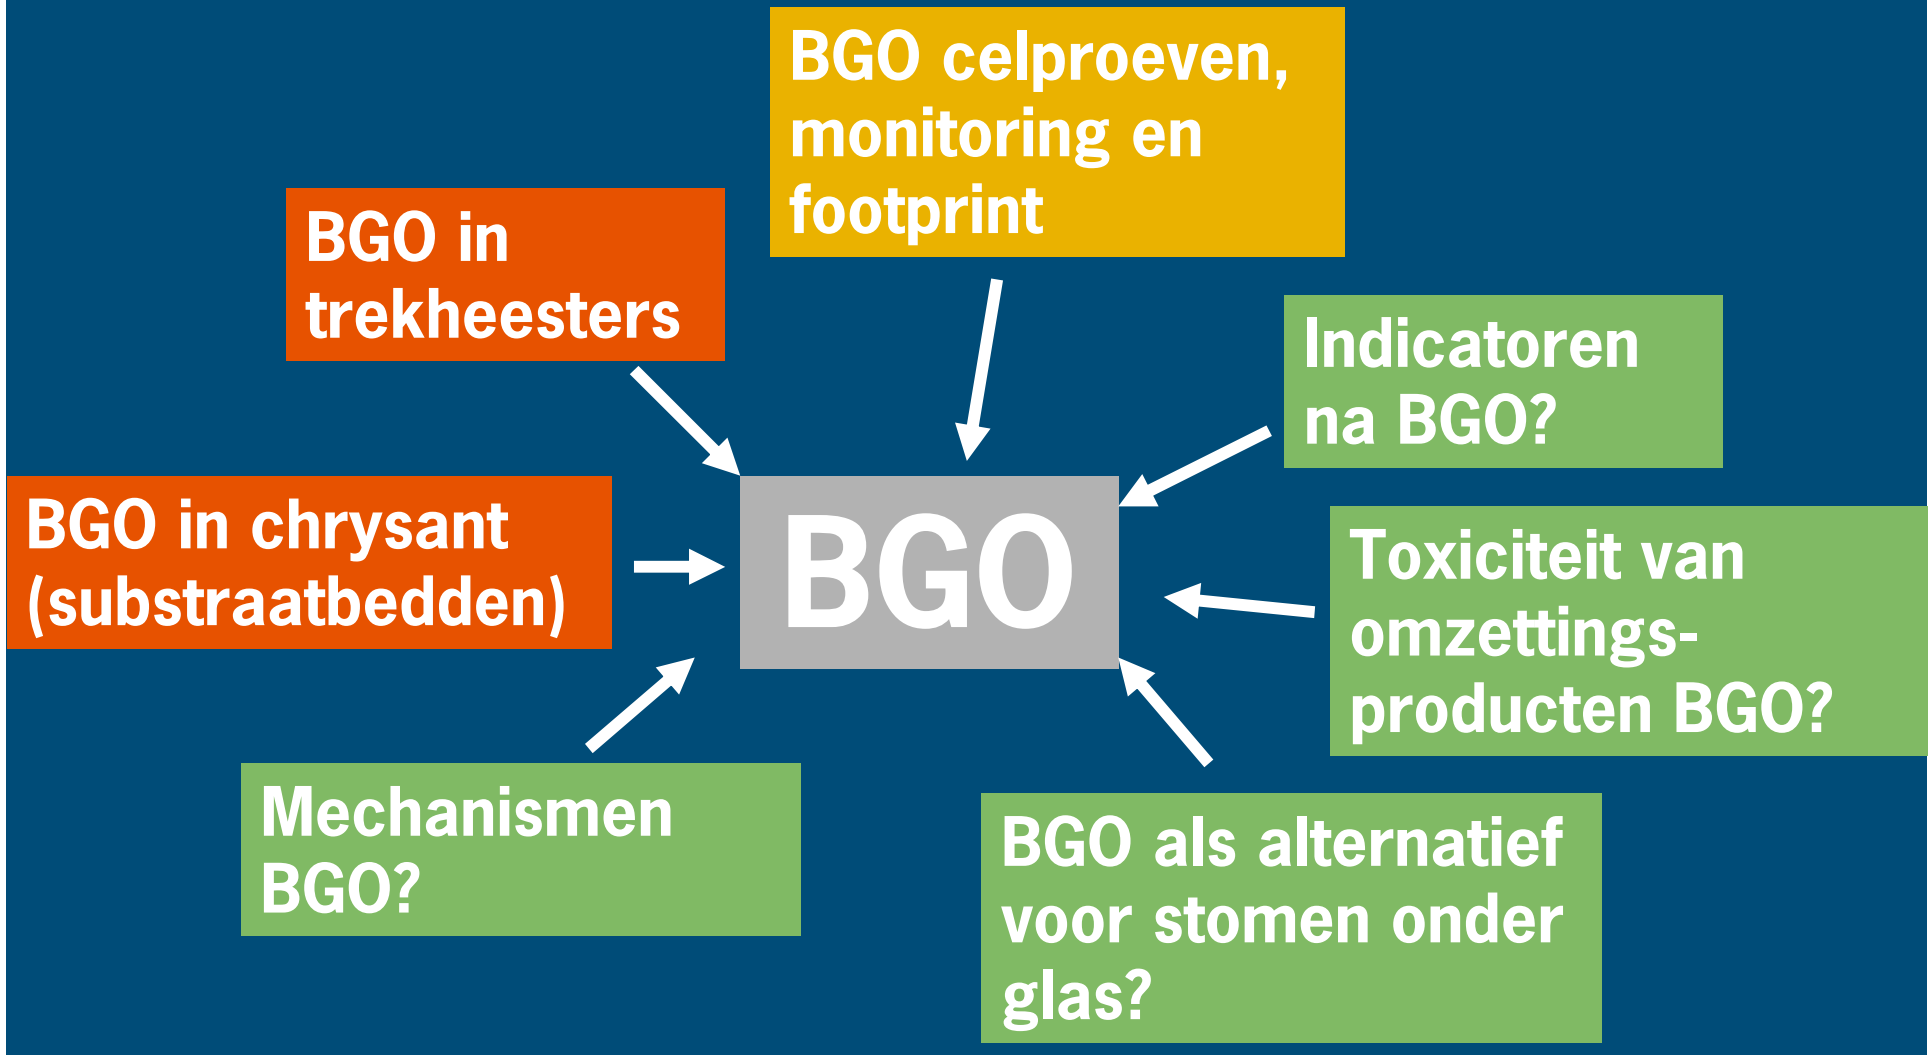 BGO celproeven,
monitoring en
footprint
BGO in
trekheesters
Indicatoren
na BGO?
BGO in chrysant
(substraatbedden)
BGO
Toxiciteit van
omzettings-
producten BGO?
Mechanismen
BGO?
BGO als alternatief
voor stomen onder
glas?